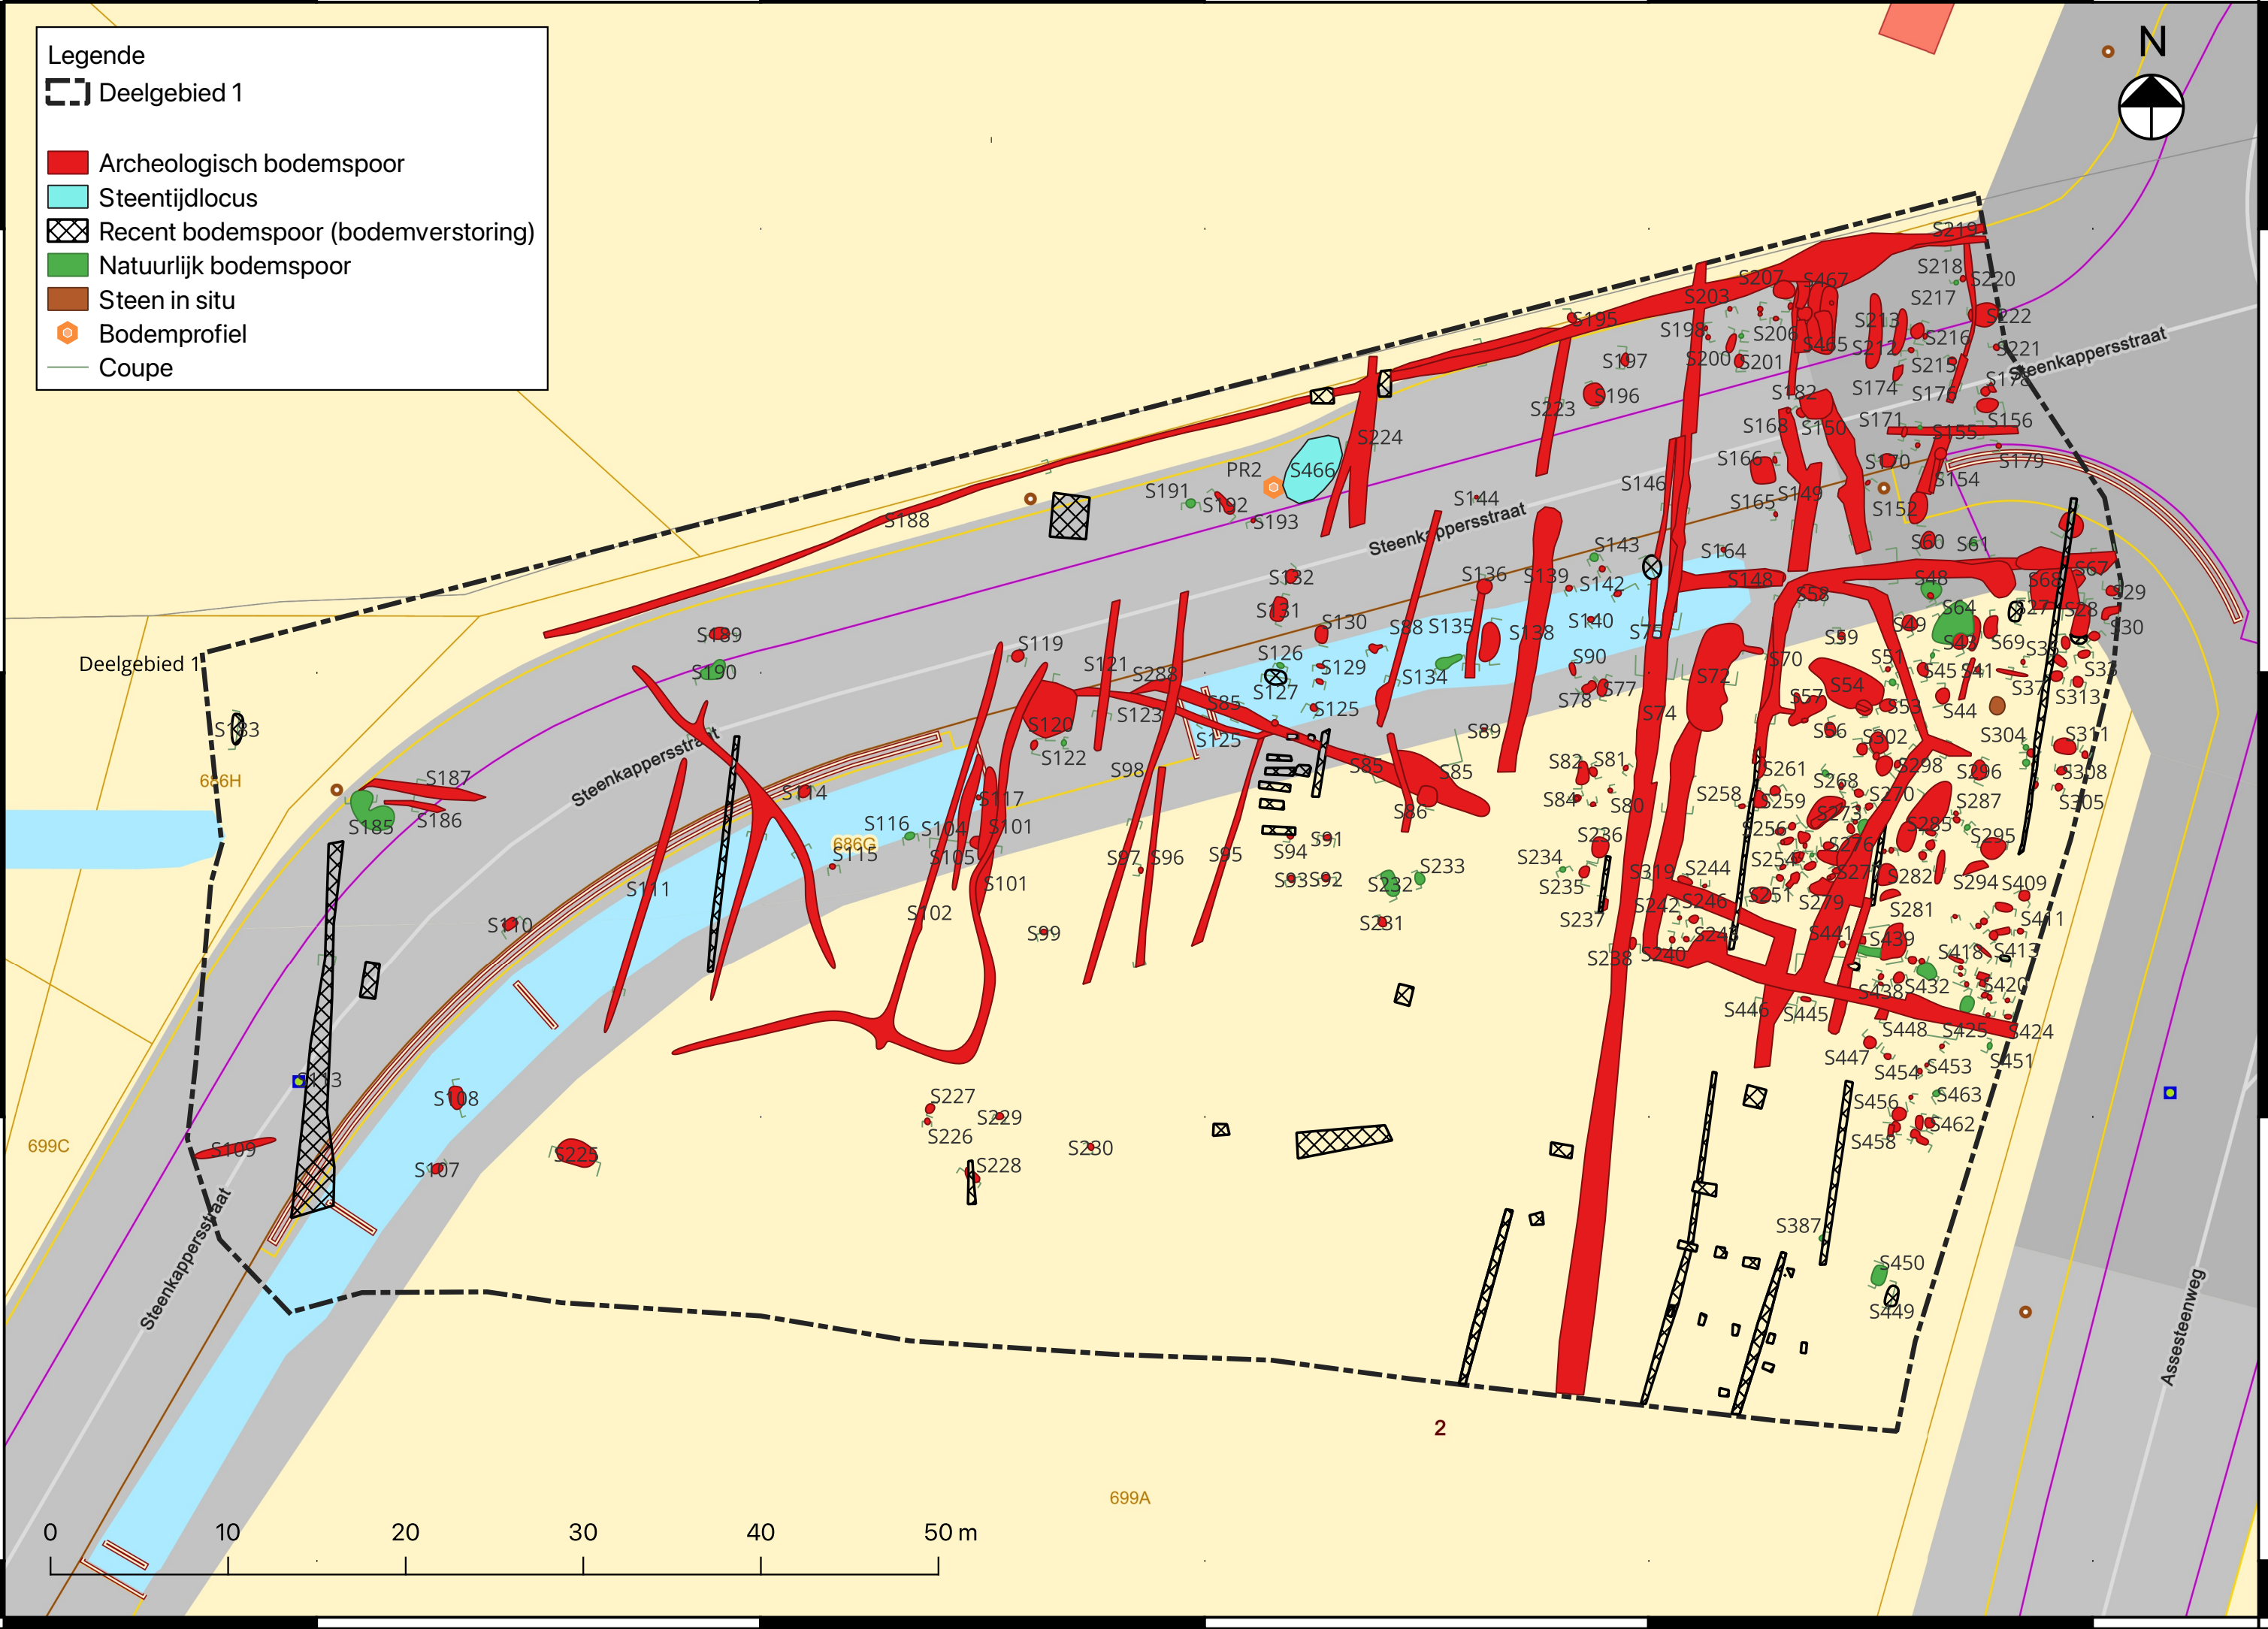 Legende
Deelgebied 1
Archeologisch bodemspoor
Steentijdlocus
Recent bodemspoor (bodemverstoring)
Natuurlijk bodemspoor
Steen in situ
Bodemprofiel
Coupe
N
S219
S218
S220
S207
S467
S217
S203
S222
S195
S198
S206
S213
S216
S465
S212
S221
S200
S201
S197
S215
Steenkappersstraat
S178
S182
S174
S176
S196
S223
S156
S168
S150
S171
S155
S224
S166
S170
S179
PR2
S466
S146
S154
S191
S192
S144
S165
S149
S152
S193
S188
Steenkappersstraat
S143
S164
S60
S61
S132
S136
S139
S142
S148
S58
S48
S68
S67
S29
S131
S64
S27
S28
S130
S88
S135
S138
S140
S75
S59
S49
S30
S189
S119
S126
S129
S90
S70
S51
S43
S69
S190
S121
S288
S127
S134
S78
S77
S72
S54
S45
S41
S37
S33
S313
Deelgebied 1
S183
S120
S123
S85
S125
S125
S89
S74
S57
S53
S44
S56
S302
S304
S311
S122
S98
S85
S85
S82
S81
S261
S298
S296
S308
Steenkappersstraat
686H
S187
S114
S117
S84
S80
S258
S259
S268
S270
S287
S305
S185
S186
S116
S104
S101
S86
S236
S256
S273
S285
S295
686G
S115
S105
S97
S96
S95
S94
S91
S234
S254
S276
S111
S101
S93
S92
S232
S233
S235
S319
S244
S251
S282
S294
S409
S102
S231
S237
S242
S246
S279
S281
S411
S110
S99
S441
S439
S238
S240
S418
S413
S438
S432
S420
S446
S445
S448
S425
S424
S447
S451
S113
S454
S453
S108
S227
S229
S456
S463
699C
S109
S226
S230
S458
S462
S107
S225
S228
S387
S450
S449
Steenkappersstraat
Assesteenweg
2
699A
0
10
20
30
40
50 m